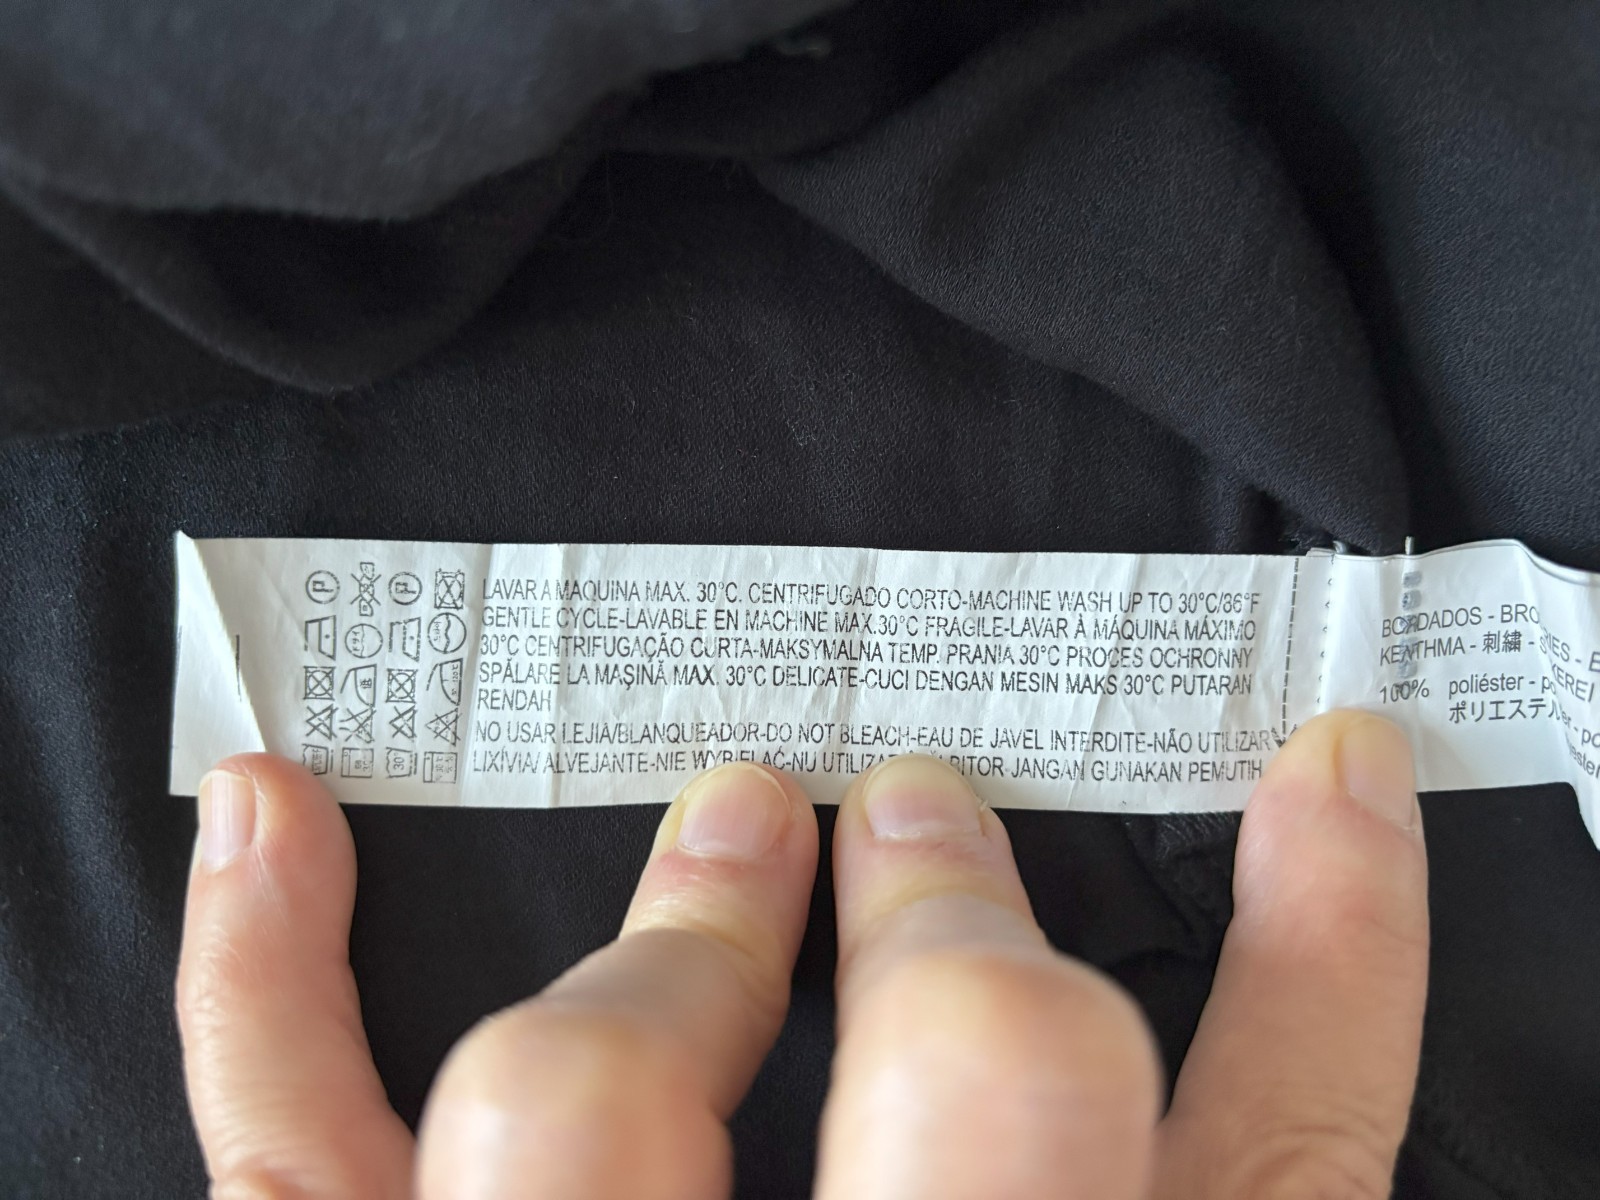 LAVAR A MAQUINA MAX. 30°C. CENTRIFUGADO CORTO-MACHINE WASH UP TO 30°C/86°F
GENTLE CYCLE-LAVABLE EN MACHINE MAX.30°C FRAGILE-LAVAR À MÁQUINA MÁXIMO
30°C CENTRIFUGAÇÃO CURTA-MAKSYMALNA TEMP. PRANIA 30°C PROCES OCHRONNY
SPĂLARE LA MAŞINĂ MAX. 30°C DELICATE-CUCI DENGAN MESIN MAKS 30°C PUTARAN
RENDAH
NO USAR LEJIA/BLANQUEADOR-DO NOT BLEACH-EAU DE JAVEL INTERDITE-NÃO UTILIZAR
LIXÍVIA/ ALVEJANTE-NIE WYBIELAĆ-NU UTILIZAŢI JANGAN GUNAKAN PEMUTIH
BORDADOS - BRO
KENTHMA - 刺繍 -
100% poliéster -
ポリエステル